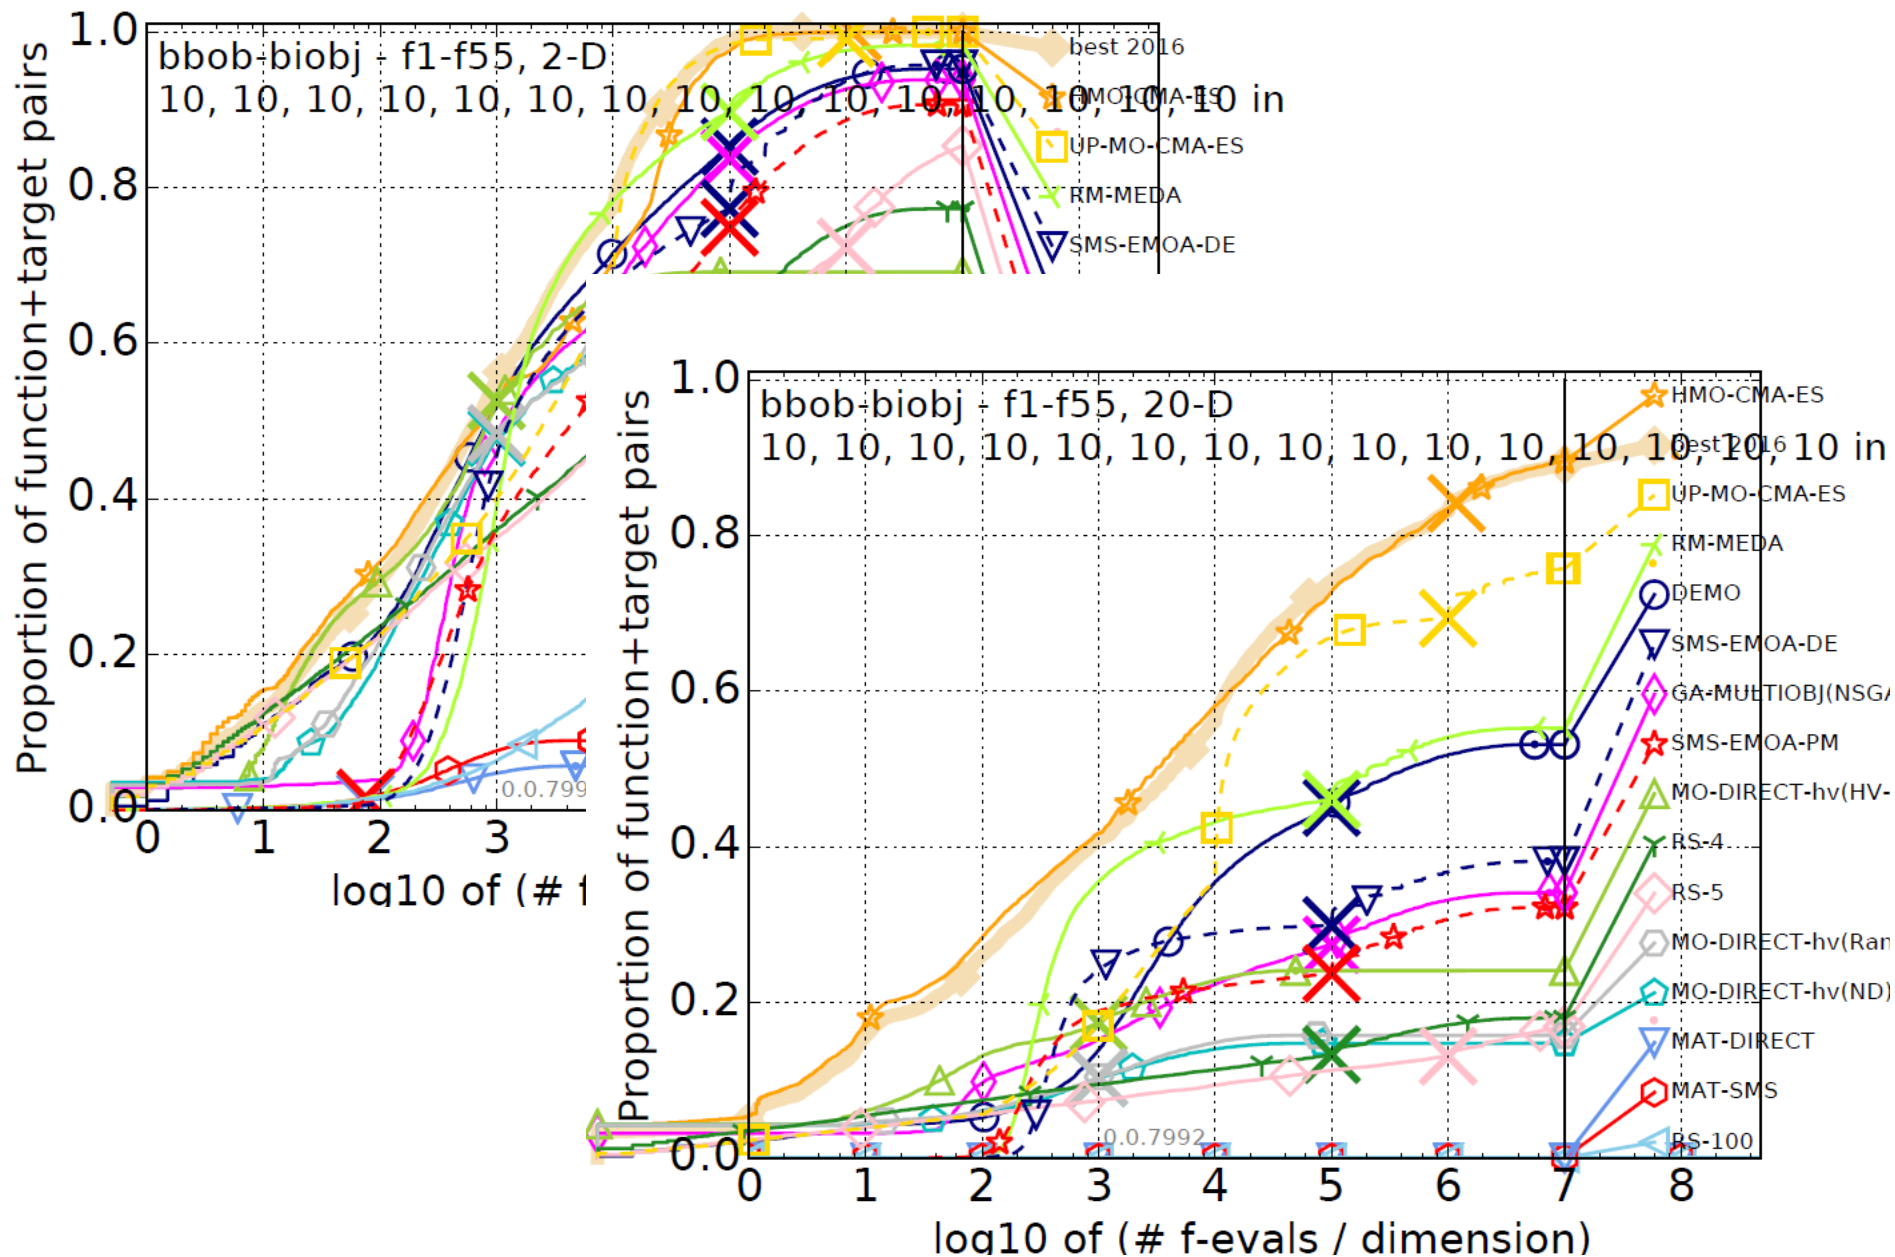 Proportion of function+target pairs
1.0
0.8
0.6
0.4
0.2
0.0
bbob-biobj - f1-f55, 2-D
10, 10, 10, 10, 10, 10, 10, 10, 10, 10, 10, 10, 10, 10, 10 in
best 2016
HMO-CMA-ES
UP-MO-CMA-ES
RM-MEDA
SMS-EMOA-DE
0.0.799
0 1 2 3
log10 of (# f
Proportion of function+target pairs
1.0
0.8
0.6
0.4
0.2
0.0
bbob-biobj - f1-f55, 20-D
10, 10, 10, 10, 10, 10, 10, 10, 10, 10, 10, 10, 10, 10, 10 in
HMO-CMA-ES
best 2016
UP-MO-CMA-ES
RM-MEDA
DEMO
SMS-EMOA-DE
GA-MULTIOBJ(NSGA
SMS-EMOA-PM
MO-DIRECT-hv(HV-
RS-4
RS-5
MO-DIRECT-hv(Ran
MO-DIRECT-hv(ND)
MAT-DIRECT
MAT-SMS
RS-100
0.0.7992
0 1 2 3 4 5 6 7 8
log10 of (# f-evals / dimension)